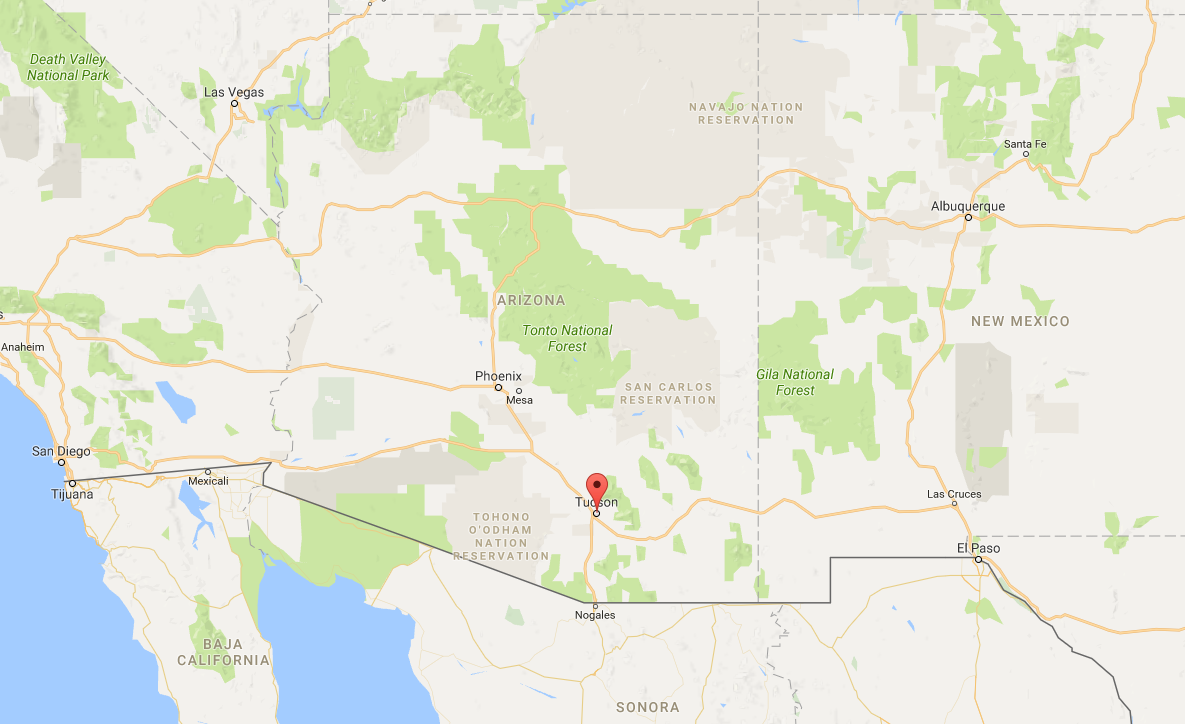 Death Valley
National Park
Las Vegas
NAVAJO NATION
RESERVATION
Santa Fe
Albuquerque
ARIZONA
NEW MEXICO
Tonto National
Forest
Anaheim
Phoenix
Mesa
SAN CARLOS
RESERVATION
Gila National
Forest
San Diego
Mexicali
Tijuana
Tucson
Las Cruces
TOHONO
O'ODHAM
NATION
RESERVATION
El Paso
Nogales
BAJA
CALIFORNIA
SONORA